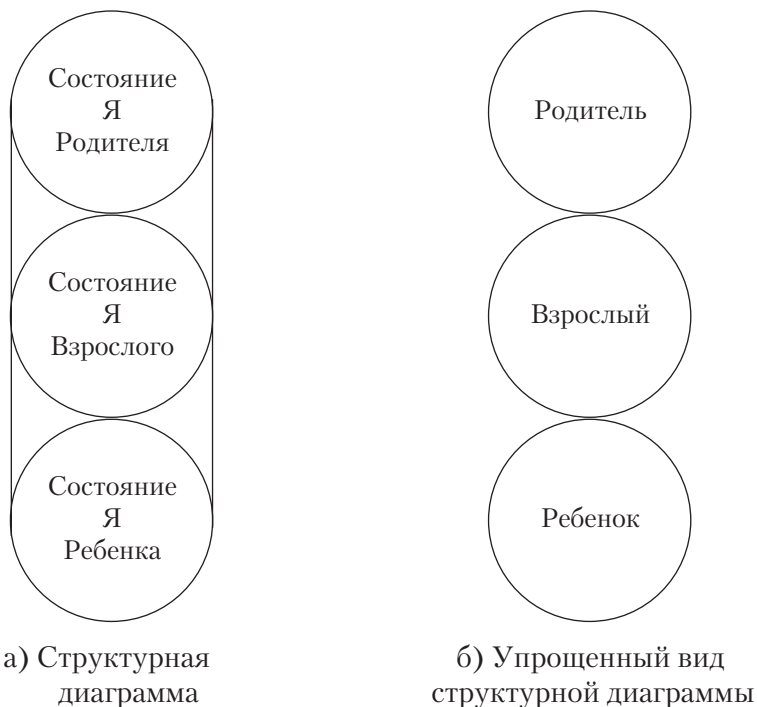 Состояние
Я
Родителя
Состояние
Я
Взрослого
Состояние
Я
Ребенка
а) Структурная
диаграмма
Родитель
Взрослый
Ребенок
б) Упрощенный вид
структурной диаграммы